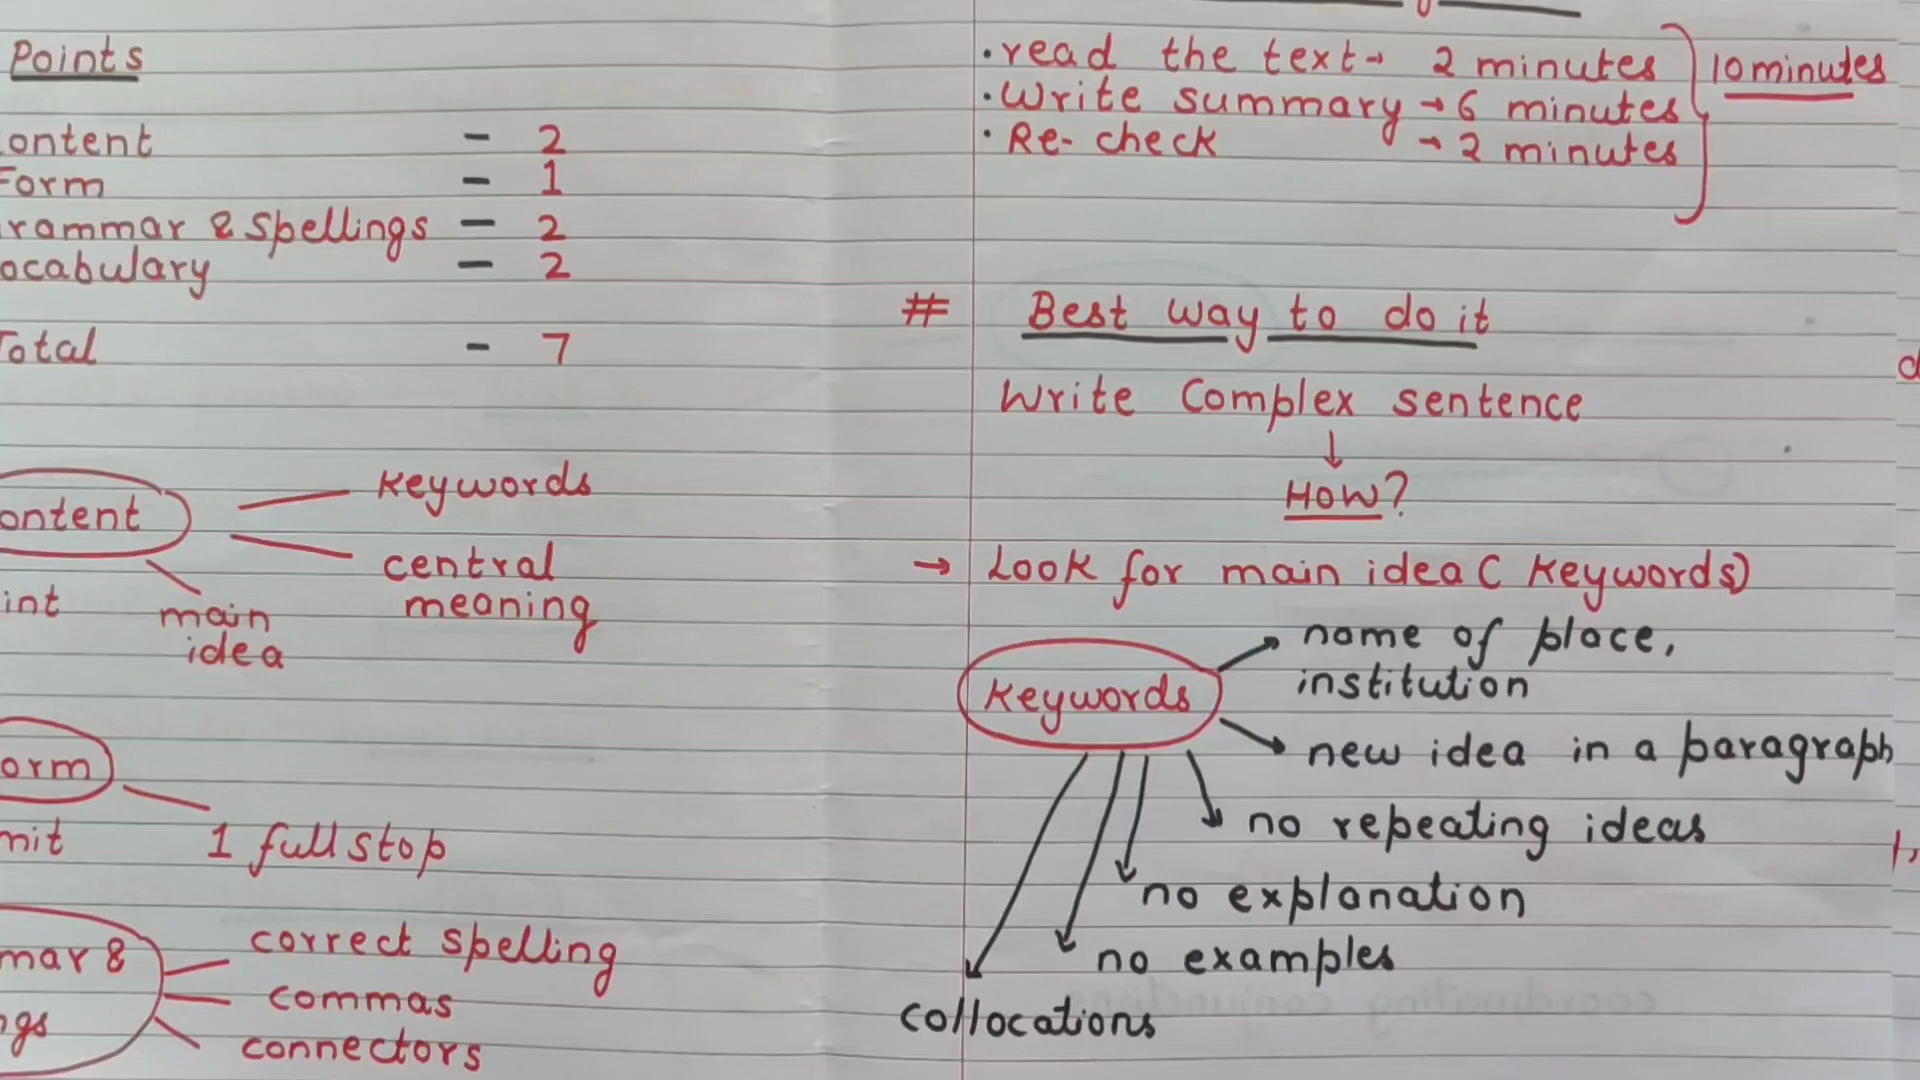 Points
ontent - 2
Form - 1
rammar & spellings - 2
ocabulary - 2
Total - 7
ontent
keywords
central
meaning
int
main
idea
orm
mit
1 full stop
mar &
ngs
correct spelling
commas
connectors
• read the text → 2 minutes
• Write summary → 6 minutes
• Re-check → 2 minutes
10 minutes
# Best way to do it
Write Complex sentence
↓
HOW?
→ Look for main idea ( Keywords)
Keywords
name of place,
institution
new idea in a paragraph
no repeating ideas
no explanation
no examples
collocations